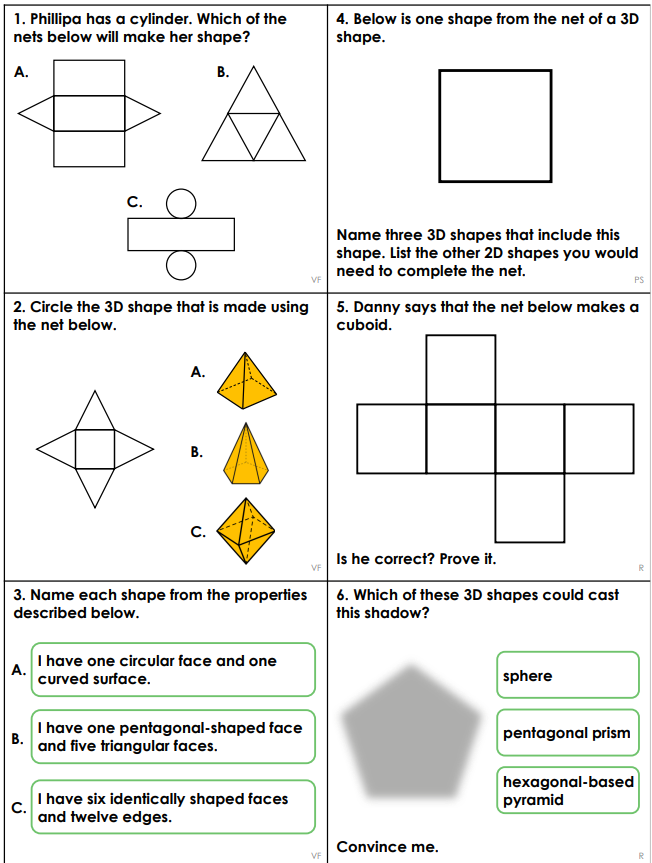 1. Phillipa has a cylinder. Which of the
nets below will make her shape?
A.
B.
C.
VF
2. Circle the 3D shape that is made using
the net below.
A.
B.
C.
VF
3. Name each shape from the properties
described below.
A.
I have one circular face and one
curved surface.
B.
I have one pentagonal-shaped face
and five triangular faces.
C.
I have six identically shaped faces
and twelve edges.
VF
4. Below is one shape from the net of a 3D
shape.
Name three 3D shapes that include this
shape. List the other 2D shapes you would
need to complete the net.
PS
5. Danny says that the net below makes a
cuboid.
Is he correct? Prove it.
R
6. Which of these 3D shapes could cast
this shadow?
sphere
pentagonal prism
hexagonal-based
pyramid
Convince me.
R